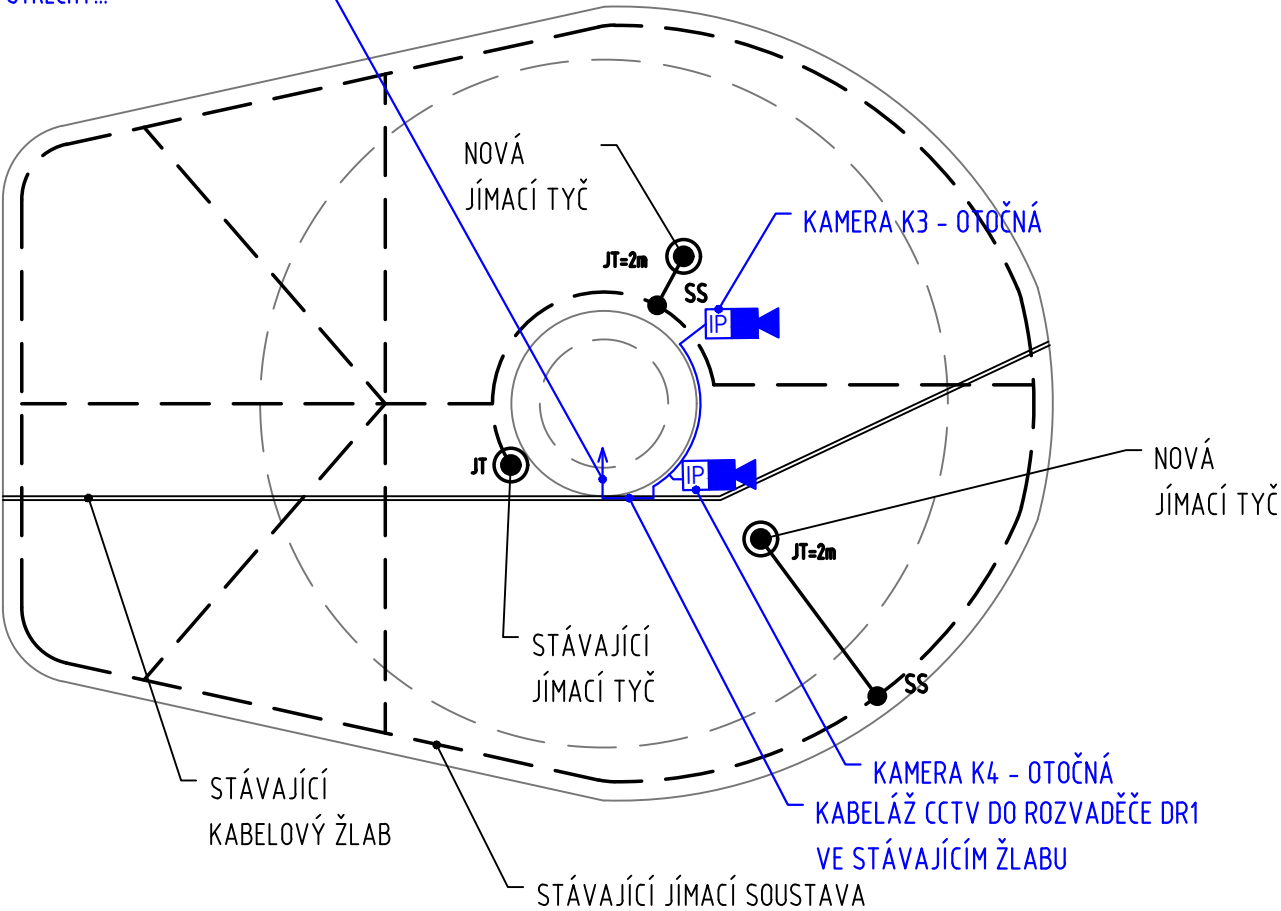 NOVÁ
JÍMACÍ TYČ
KAMERA K3 - OTOČNÁ
JT=2m
SS
IP
JT
IP
NOVÁ
JÍMACÍ TYČ
JT=2m
STÁVAJÍCÍ
JÍMACÍ TYČ
SS
KAMERA K4 - OTOČNÁ
STÁVAJÍCÍ
KABELOVÝ ŽLAB
KABELÁŽ CCTV DO ROZVADĚČE DR1
VE STÁVAJÍCÍM ŽLABU
STÁVAJÍCÍ JÍMACÍ SOUSTAVA